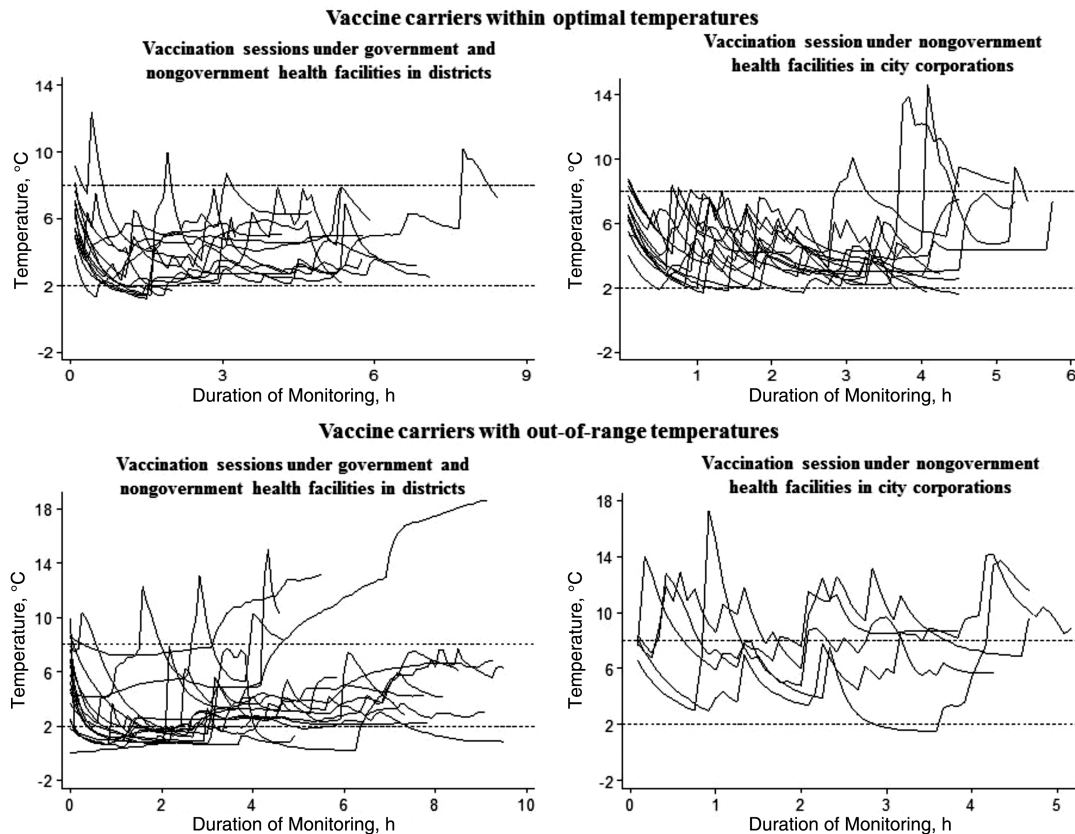 Vaccine carriers within optimal temperatures
Vaccination sessions under government and
nongovernment health facilities in districts
Temperature, °C
14
10
6
2
-2
0
3
6
9
Duration of Monitoring, h
Vaccination session under nongovernment
health facilities in city corporations
Temperature, °C
14
10
6
2
-2
1
2
3
4
5
6
Duration of Monitoring, h
Vaccine carriers with out-of-range temperatures
Vaccination sessions under government and
nongovernment health facilities in districts
Temperature, °C
18
14
10
6
2
-2
0
2
4
6
8
10
Duration of Monitoring, h
Vaccination session under nongovernment
health facilities in city corporations
Temperature, °C
18
14
10
6
2
-2
0
1
2
3
4
5
Duration of Monitoring, h